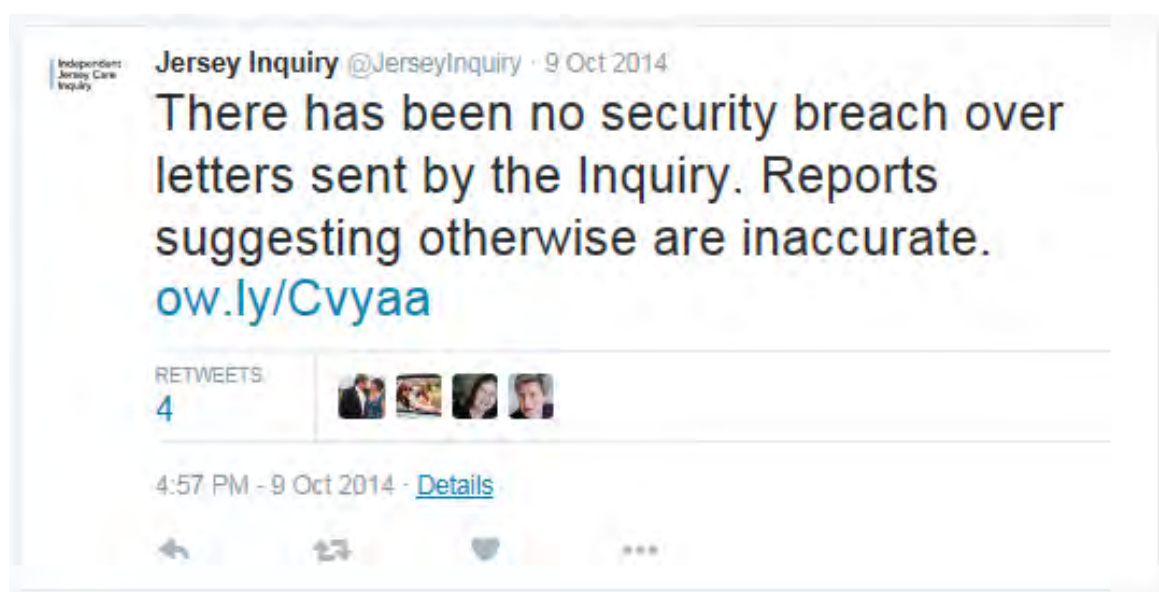 Independent
Jersey Care
Inquiry
Jersey Inquiry @JerseyInquiry · 9 Oct 2014
There has been no security breach over
letters sent by the Inquiry. Reports
suggesting otherwise are inaccurate.
ow.ly/Cvyaa
RETWEETS
4
4:57 PM - 9 Oct 2014 · Details